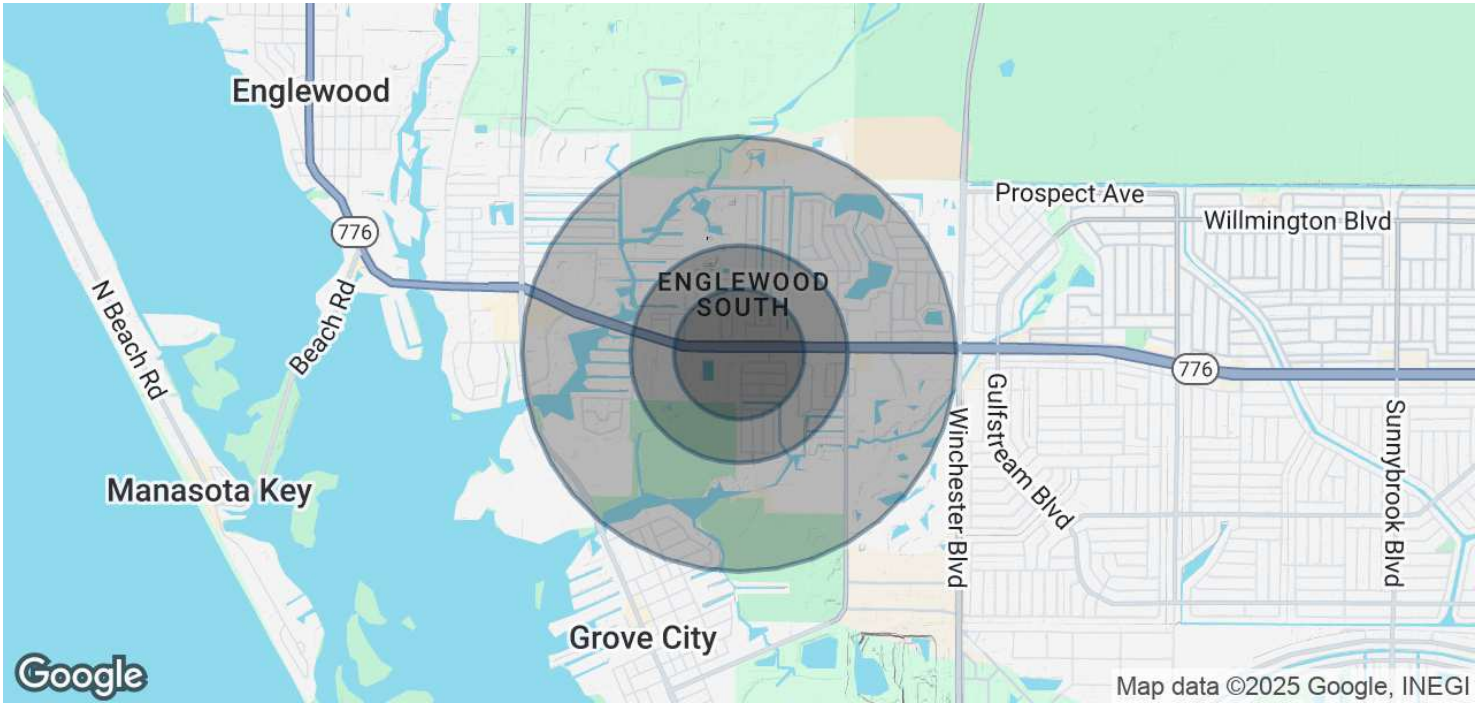 Englewood
Prospect Ave
Willmington Blvd
776
N Beach Rd
Beach Rd
ENGLEWOOD
SOUTH
776
Gulfstream Blvd
Winchester Blvd
Sunnybrook Blvd
Manasota Key
Grove City
Google
Map data ©2025 Google, INEGI